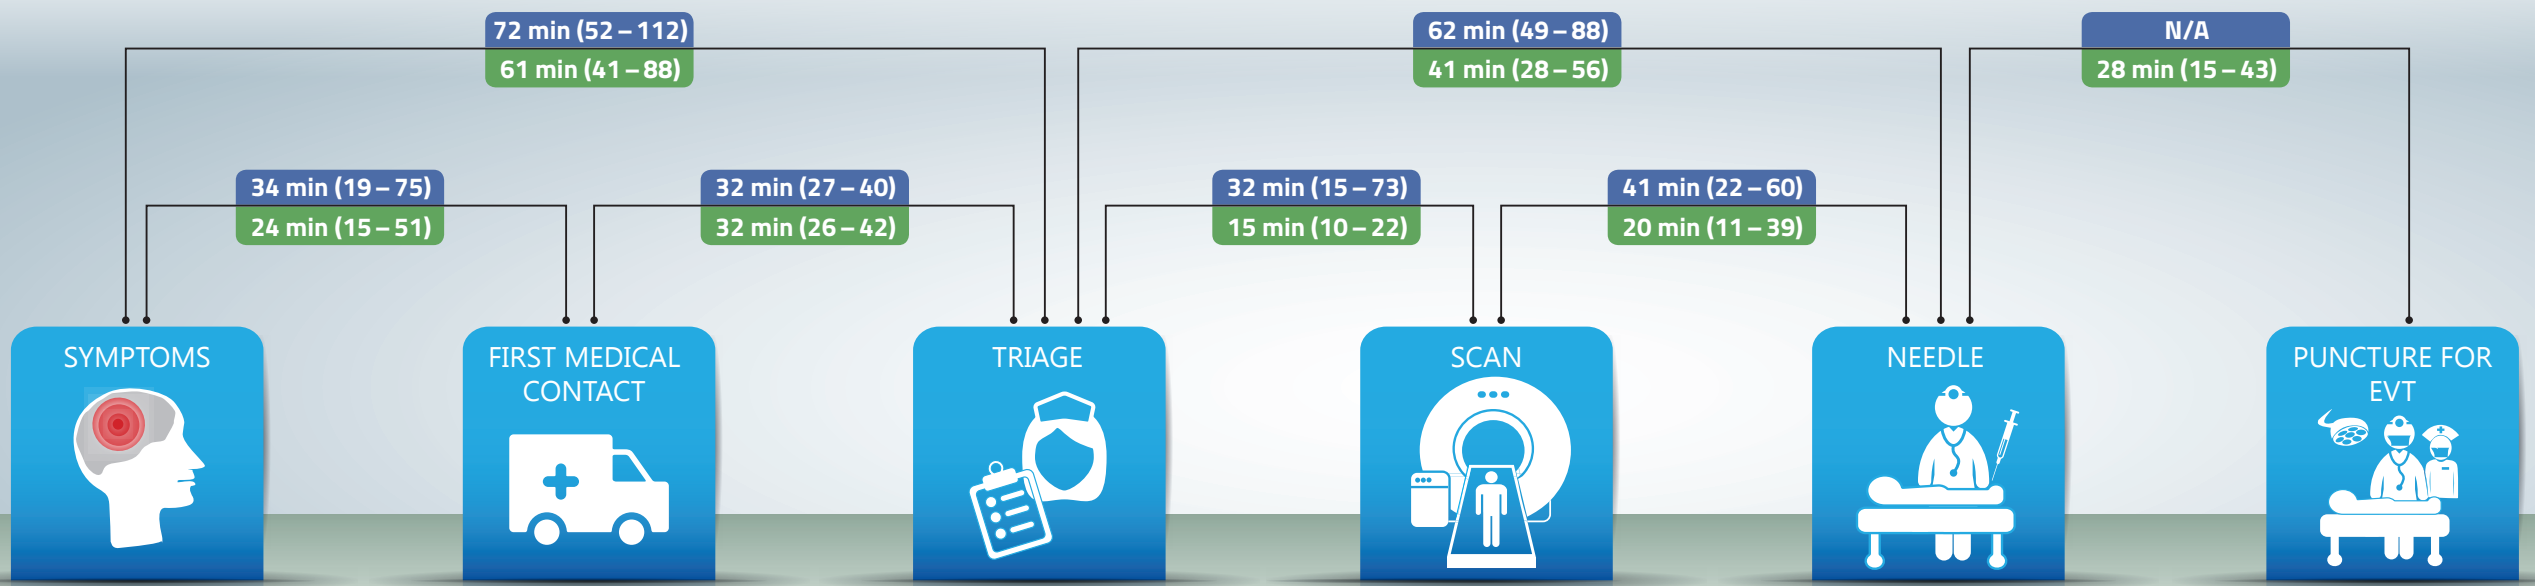 72 min (52 – 112)
61 min (41 – 88)
62 min (49 – 88)
41 min (28 – 56)
N/A
28 min (15 – 43)
34 min (19 – 75)
24 min (15 – 51)
32 min (27 – 40)
32 min (26 – 42)
32 min (15 – 73)
15 min (10 – 22)
41 min (22 – 60)
20 min (11 – 39)
SYMPTOMS
FIRST MEDICAL
CONTACT
TRIAGE
SCAN
NEEDLE
PUNCTURE FOR
EVT